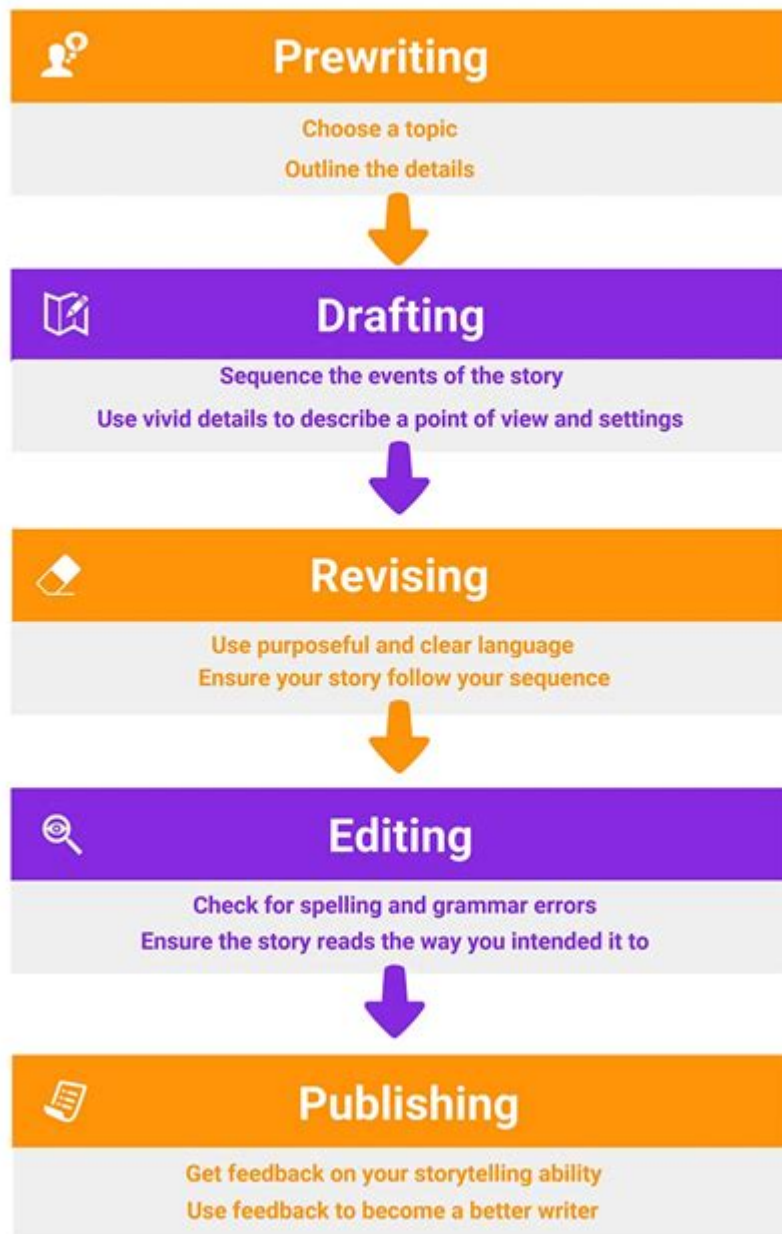 Prewriting
Choose a topic
Outline the details
Drafting
Sequence the events of the story
Use vivid details to describe a point of view and settings
Revising
Use purposeful and clear language
Ensure your story follow your sequence
Editing
Check for spelling and grammar errors
Ensure the story reads the way you intended it to
Publishing
Get feedback on your storytelling ability
Use feedback to become a better writer